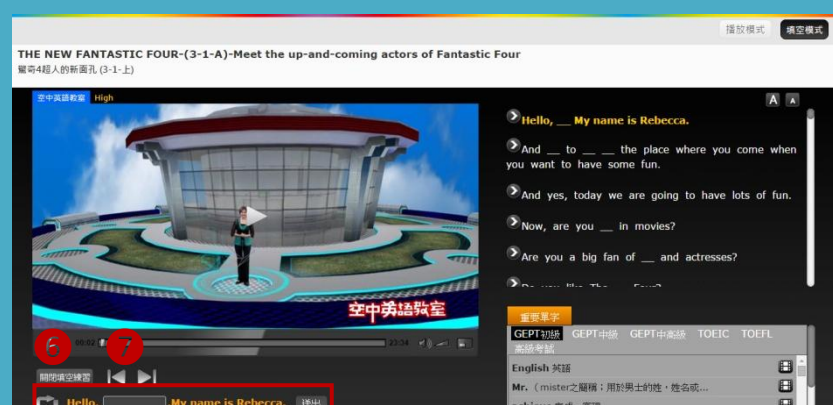 播放模式 填空模式
THE NEW FANTASTIC FOUR-(3-1-A)-Meet the up-and-coming actors of Fantastic Four
驚奇4超人的新面孔 (3-1-上)
空中英語教室 High
空中英語教室
6 00:02 7 23:34
關閉填空練習
Hello, My name is Rebecca. 送出
A A
Hello, __ My name is Rebecca.
And __ to __ __ the place where you come when
you want to have some fun.
And yes, today we are going to have lots of fun.
Now, are you __ in movies?
Are you a big fan of __ and actresses?
重要單字
GEPT初級 GEPT中級 GEPT中高級 TOEIC TOEFL
高級考試
English 英語
Mr. （mister之簡稱；用於男士的姓，姓名或...